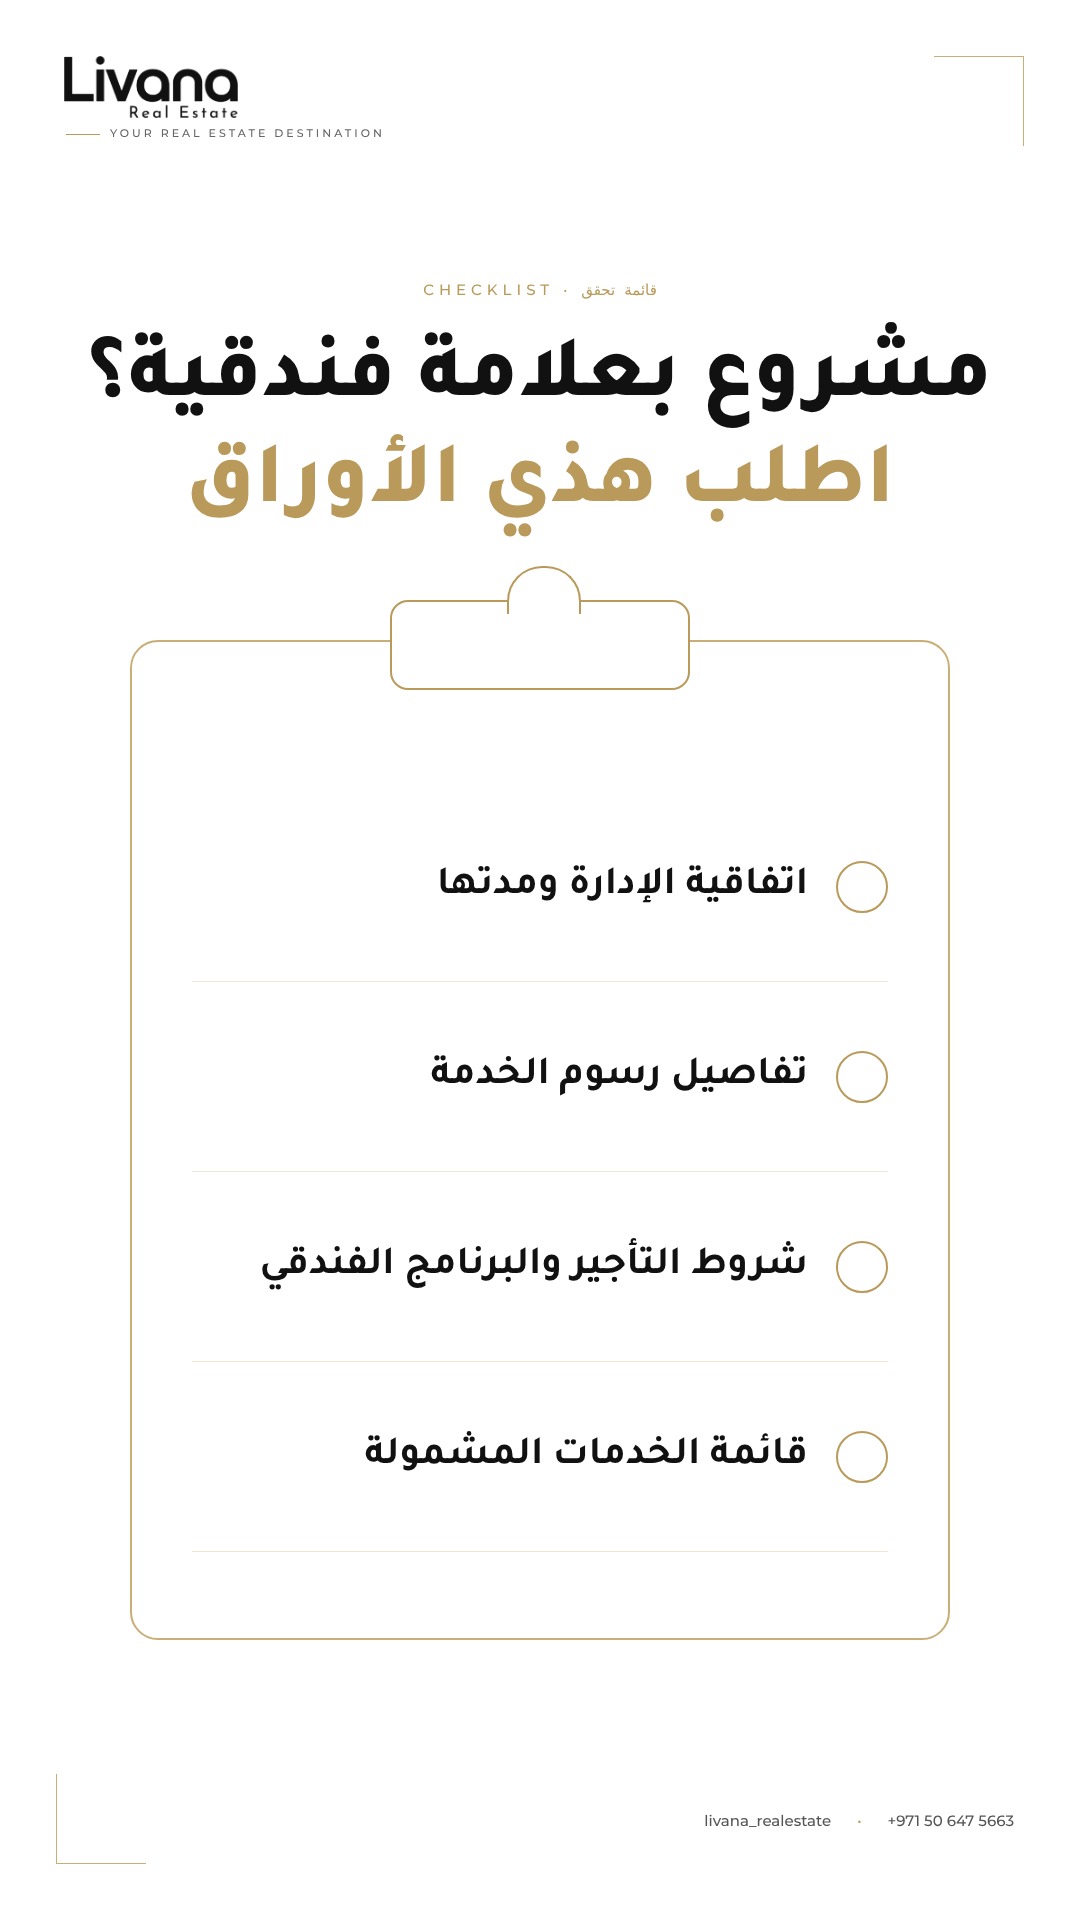 Livana
Real Estate
YOUR REAL ESTATE DESTINATION
CHECKLIST · قائمة تحقق
مشروع بعلامة فندقية؟
اطلب هذي الأوراق
اتفاقية الإدارة ومدتها
تفاصيل رسوم الخدمة
شروط التأجير والبرنامج الفندقي
قائمة الخدمات المشمولة
livana_realestate · +971 50 647 5663